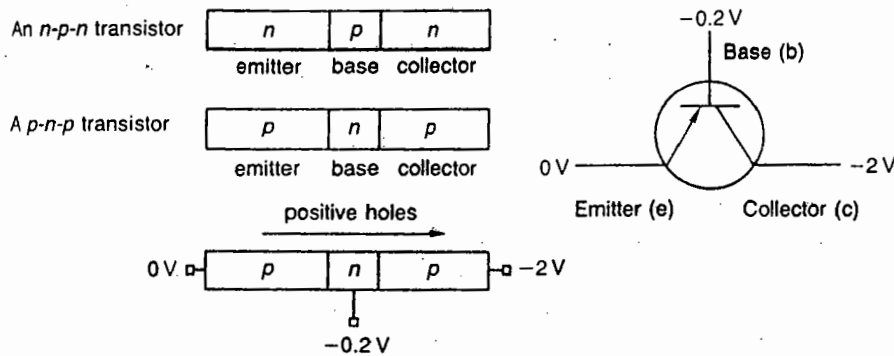 An n-p-n transistor
n p n
emitter base collector
A p-n-p transistor
p n p
emitter base collector
positive holes
0 V p n p −2 V
−0.2 V
−0.2 V
Base (b)
0 V −2 V
Emitter (e) Collector (c)